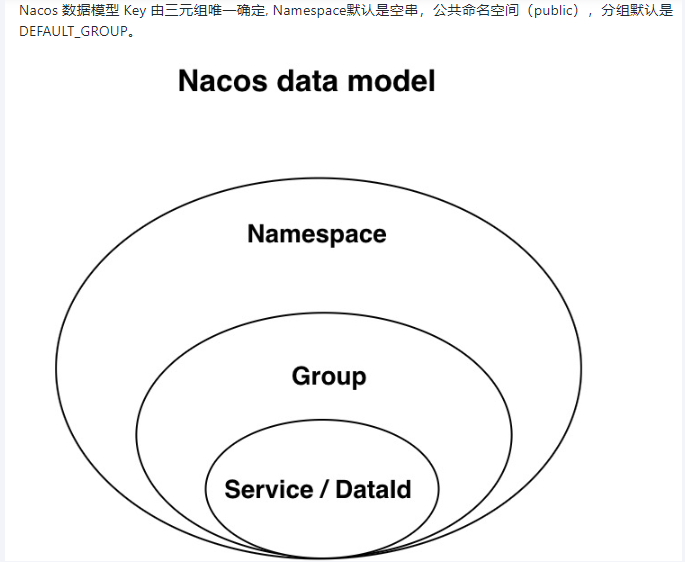 Nacos 数据模型 Key 由三元组唯一确定, Namespace默认是空串，公共命名空间（public），分组默认是
DEFAULT_GROUP。
Nacos data model
Namespace
Group
Service / DataId